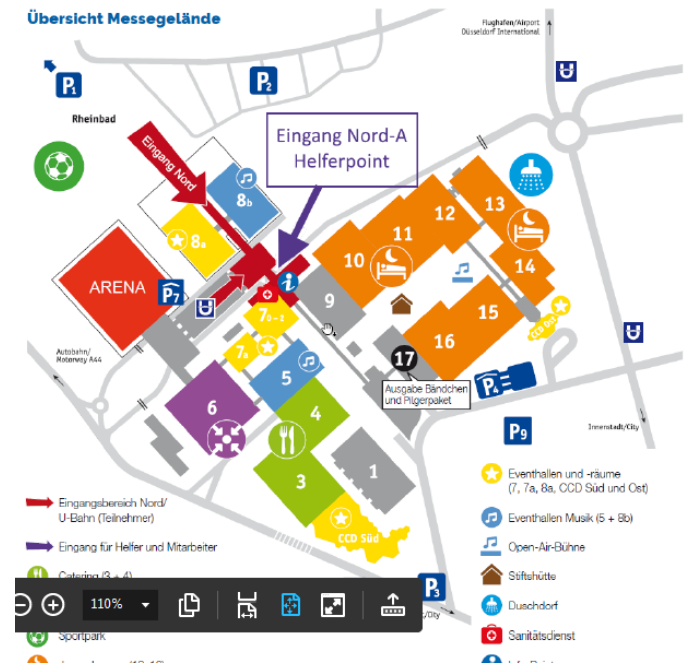 Übersicht Messegelände
Flughafen/Airport
Düsseldorf International
P1
P2
Rheinbad
Eingang Nord-A
Helferpoint
Eingang Nord
8b
8a
13
12
11
10
14
ARENA
P7
9
7b-2
7a
15
16
CCD Ost
17
5
Ausgabe Bändchen
und Pilgerpaket
Autobahn/
Motorway A44
6
4
P4
P9
Innenstadt/City
3
1
CCD Süd
Eventhallen und -räume
(7, 7a, 8a, CCD Süd und Ost)
Eingangsbereich Nord/
U-Bahn (Teilnehmer)
Eventhallen Musik (5 + 8b)
Eingang für Helfer und Mitarbeiter
Open-Air-Bühne
Catering (3 + 4)
Stiftshütte
P3
110%
/City
Duschdorf
Sportpark
Sanitätsdienst